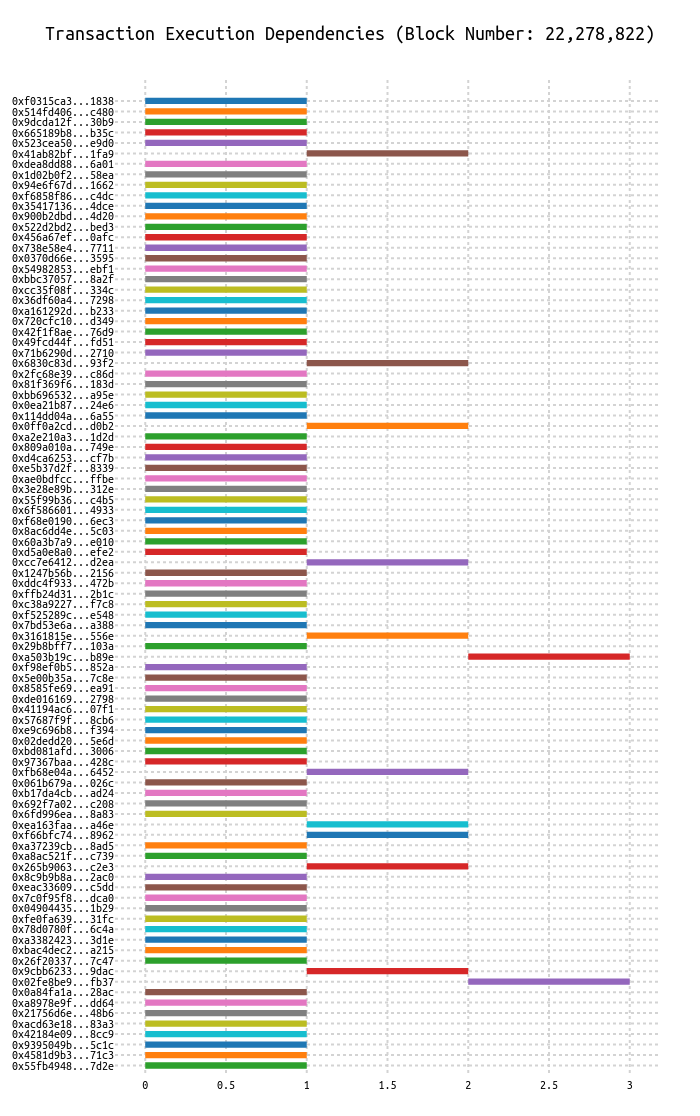 Transaction Execution Dependencies (Block Number: 22,278,822)
0xf0315ca3...1838
0x514fd406...c480
0x9dcda12f...30b9
0x665189b8...b35c
0x523cea50...e9d0
0x41ab82bf...1fa9
0xdea8dd88...6a01
0x1d02b0f2...58ea
0x94e6f67d...1662
0xf6858f86...c4dc
0x35417136...4dce
0x900b2dbd...4d20
0x522d2bd2...bed3
0x456a67ef...0afc
0x738e58e4...7711
0x0370d66e...3595
0x54982853...ebf1
0xbbc37057...8a2f
0xcc35f08f...334c
0x36df60a4...7298
0xa161292d...b233
0x720cfc10...d349
0x42f1f8ae...76d9
0x49fcd44f...fd51
0x71b6290d...2710
0x6830c83d...93f2
0x2fc68e39...c86d
0x81f369f6...183d
0xbb696532...a95e
0x0ea21b87...24e6
0x114dd04a...6a55
0x0ff0a2cd...d0b2
0xa2e210a3...1d2d
0x809a010a...749e
0xd4ca6253...cf7b
0xe5b37d2f...8339
0xae0bdfcc...ffbe
0x3e28e89b...312e
0x55f99b36...c4b5
0x6f586601...4933
0xf68e0190...6ec3
0x8ac6dd4e...5c03
0x60a3b7a9...e010
0xd5a0e8a0...efe2
0xcc7e6412...d2ea
0x1247b56b...2156
0xddc4f933...472b
0xffb24d31...2b1c
0xc38a9227...f7c8
0xf525289c...e548
0x7bd53e6a...a388
0x3161815e...556e
0x29b8bff7...103a
0xa503b19c...b89e
0xf98ef0b5...852a
0x5e00b35a...7c8e
0x8585fe69...ea91
0xde016169...2798
0x41194ac6...07f1
0x57687f9f...8cb6
0xe9c696b8...f394
0x02dedd20...5e6d
0xbd081afd...3006
0x97367baa...428c
0xfb68e04a...6452
0x061b679a...026c
0xb17da4cb...ad24
0x692f7a02...c208
0x6fd996ea...8a83
0xea163faa...a46e
0xf66bfc74...8962
0xa37239cb...8ad5
0xa8ac521f...c739
0x265b9063...c2e3
0x8c9b9b8a...2ac0
0xeac33609...c5dd
0x7c0f95f8...dca0
0x04904435...1b29
0xfe0fa639...31fc
0x78d0780f...6c4a
0xa3382423...3d1e
0xbac4dec2...a215
0x26f20337...7c47
0x9cbb6233...9dac
0x02fe8be9...fb37
0x0a84fa1a...28ac
0xa8978e9f...dd64
0x21756d6e...48b6
0xacd63e18...83a3
0x42184e09...8cc9
0x9395049b...5c1c
0x4581d9b3...71c3
0x55fb4948...7d2e
0 0.5 1 1.5 2 2.5 3